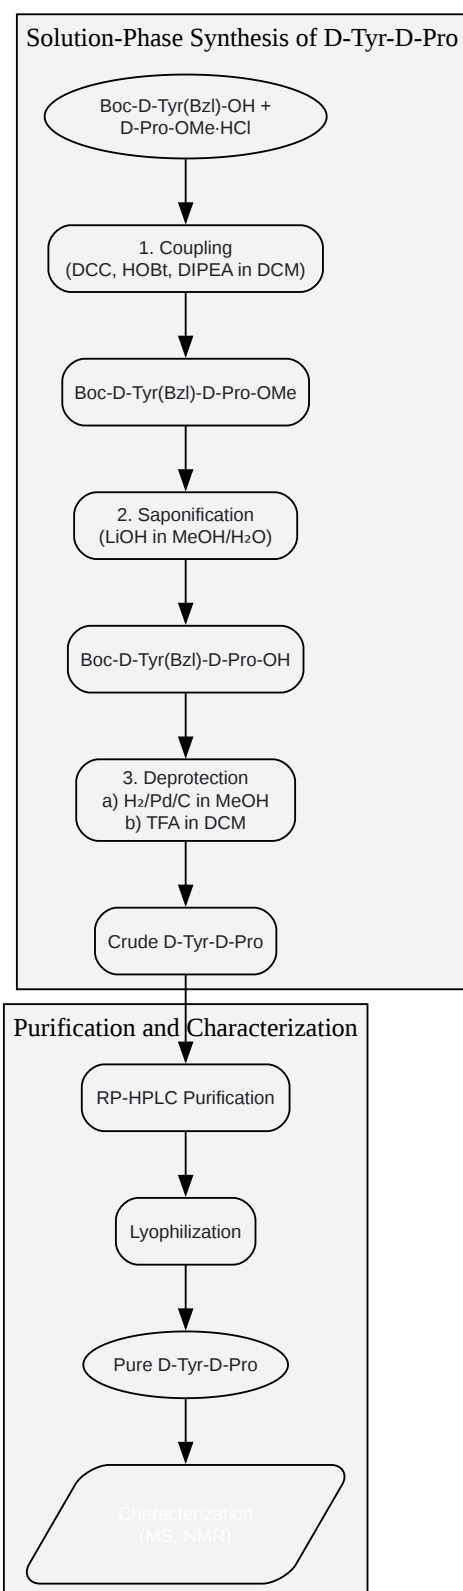 Solution-Phase Synthesis of D-Tyr-D-Pro
Boc-D-Tyr(Bzl)-OH +
D-Pro-OMe·HCl
1. Coupling
(DCC, HOBt, DIPEA in DCM)
Boc-D-Tyr(Bzl)-D-Pro-OMe
2. Saponification
(LiOH in MeOH/H₂O)
Boc-D-Tyr(Bzl)-D-Pro-OH
3. Deprotection
a) H₂/Pd/C in MeOH
b) TFA in DCM
Crude D-Tyr-D-Pro
Purification and Characterization
RP-HPLC Purification
Lyophilization
Pure D-Tyr-D-Pro
Characterization
(MS, NMR)